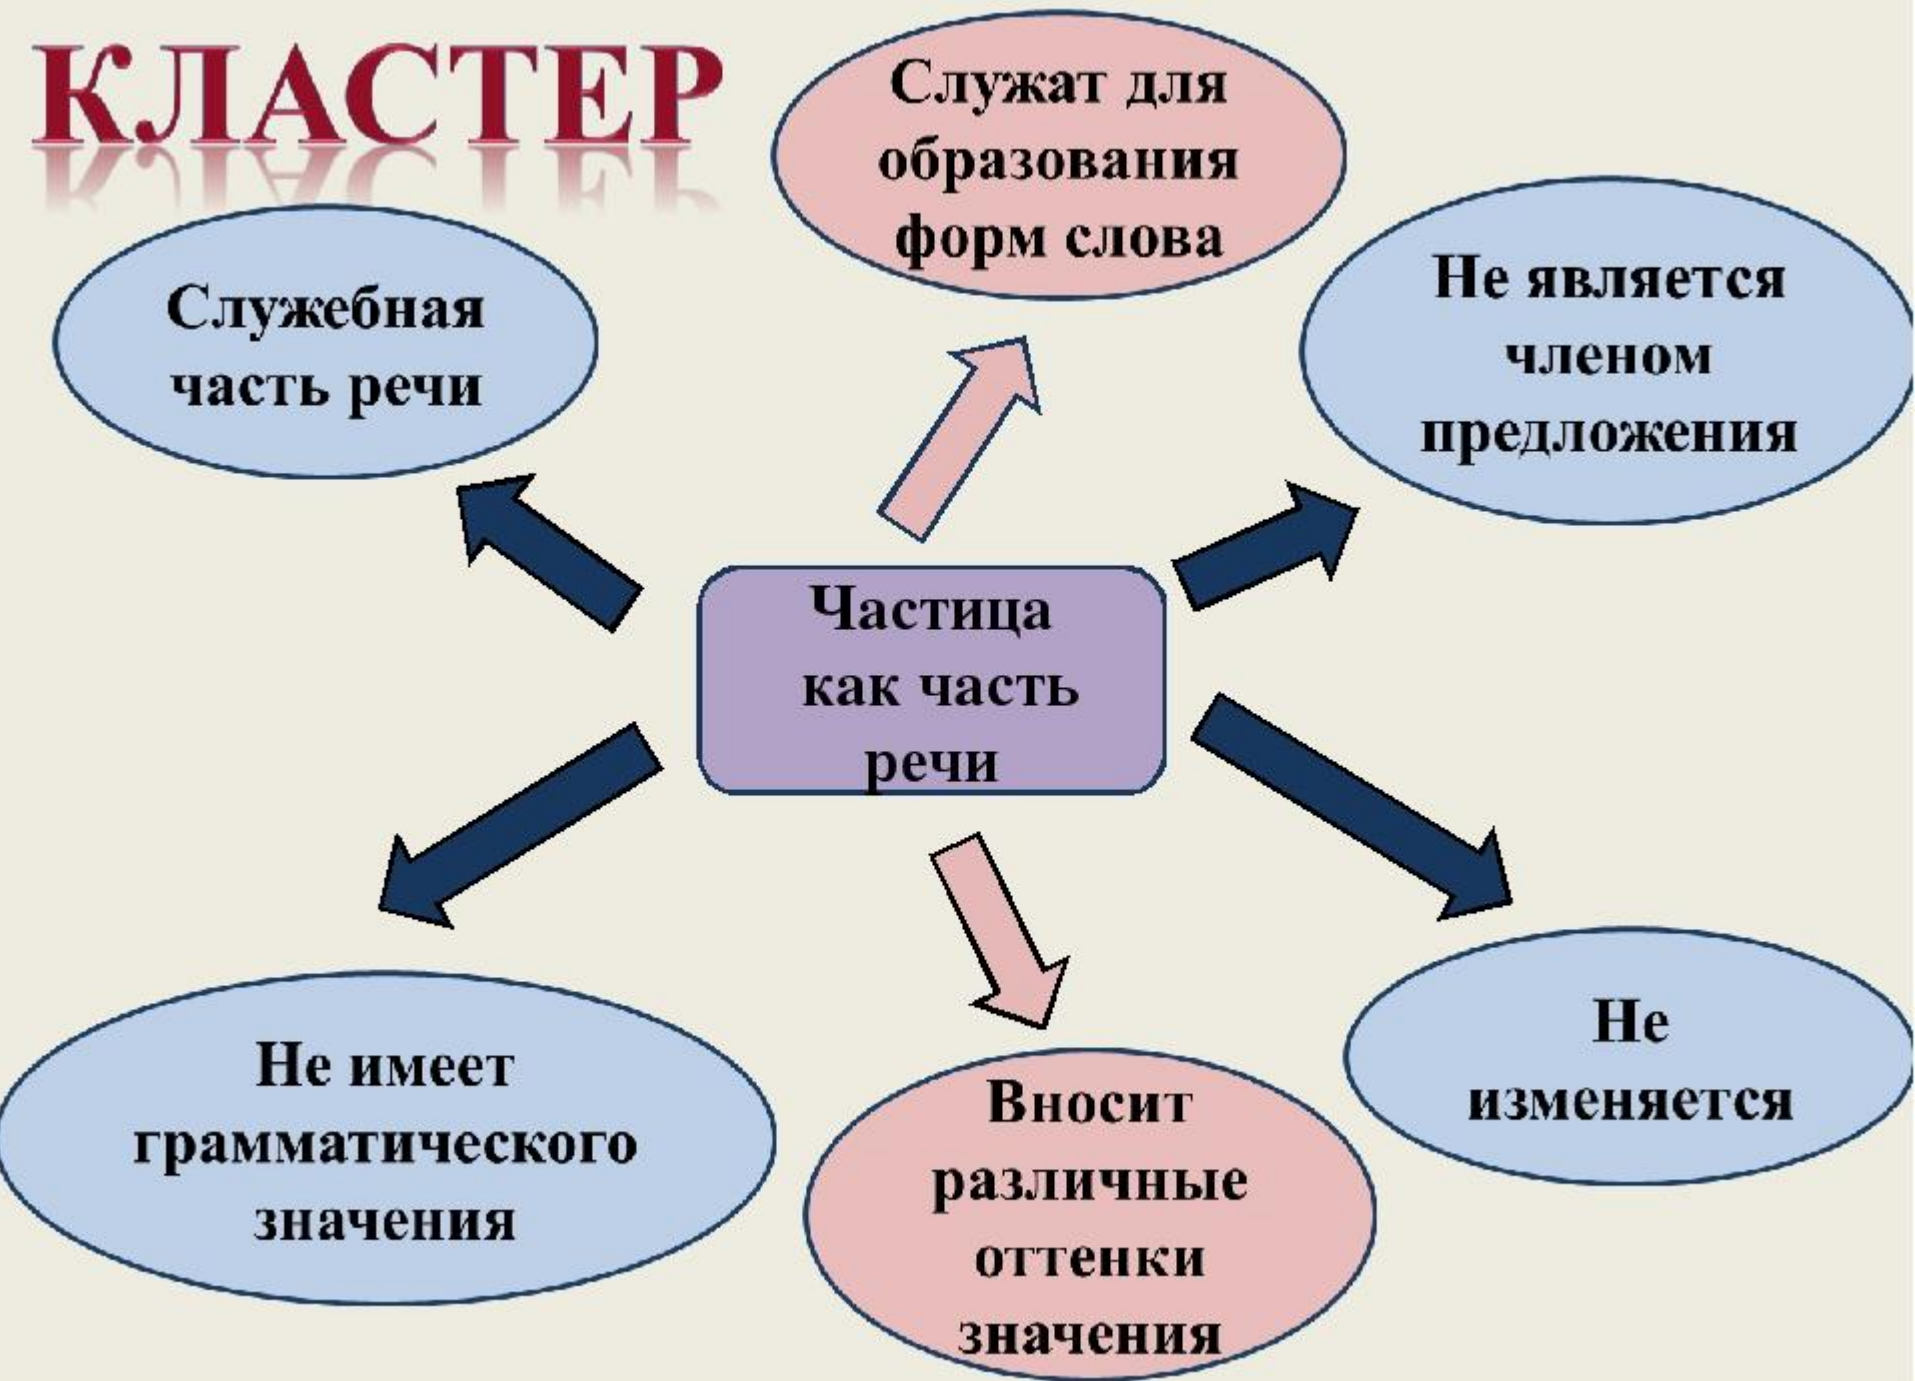 КЛАСТЕР
Служат для
образования
форм слова
Служебная
часть речи
Не является
членом
предложения
Частица
как часть
речи
Не имеет
грамматического
значения
Вносит
различные
оттенки
значения
Не
изменяется